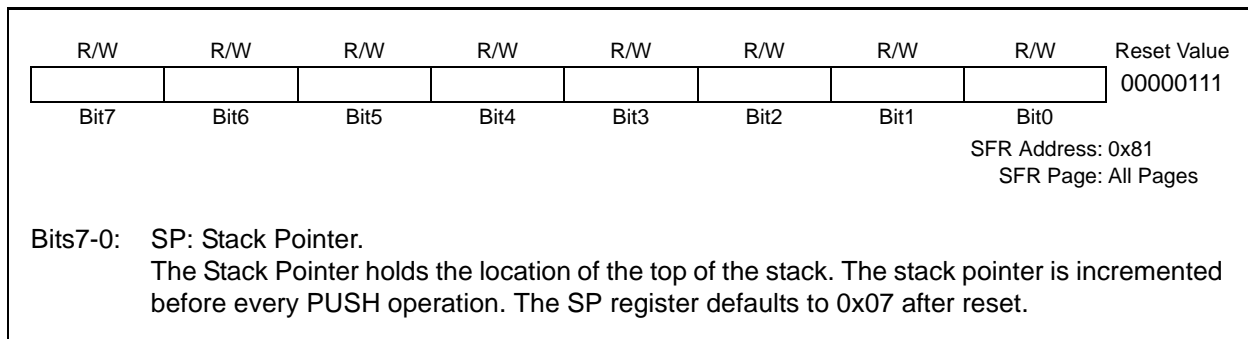 R/W R/W R/W R/W R/W R/W R/W R/W Reset Value
00000111
Bit7 Bit6 Bit5 Bit4 Bit3 Bit2 Bit1 Bit0
SFR Address: 0x81
SFR Page: All Pages
Bits7-0: SP: Stack Pointer.
The Stack Pointer holds the location of the top of the stack. The stack pointer is incremented
before every PUSH operation. The SP register defaults to 0x07 after reset.